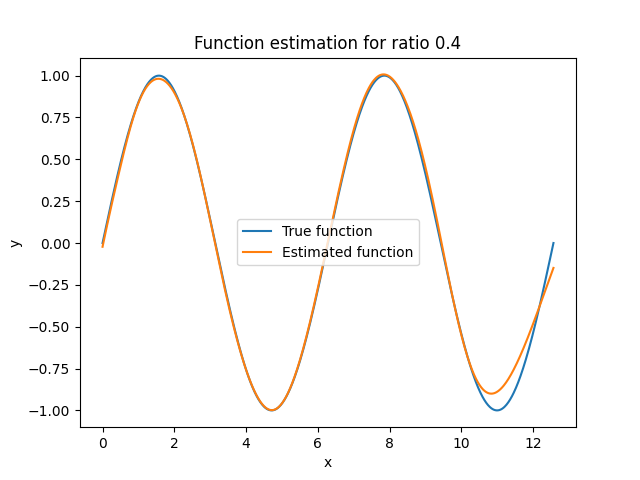 Function estimation for ratio 0.4
1.00
0.75
0.50
0.25
0.00
−0.25
−0.50
−0.75
−1.00
y
True function
Estimated function
0 2 4 6 8 10 12
x